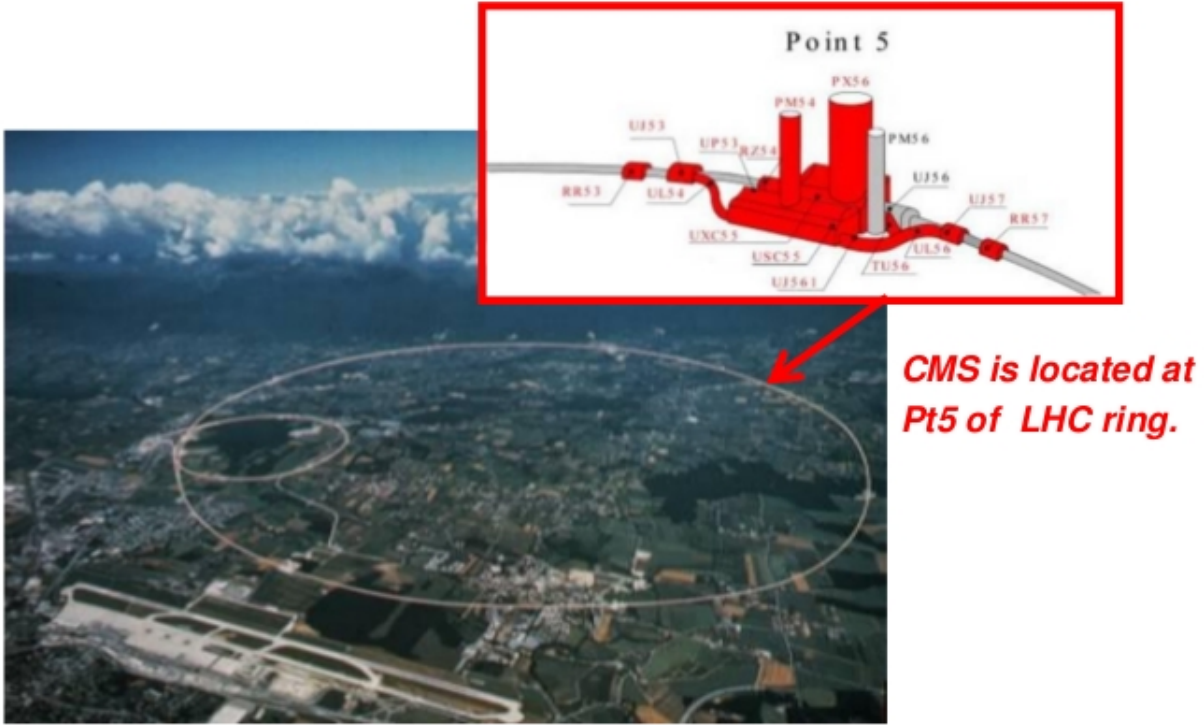 Point 5
PX56
PM54
UJ53
UP53
RZ54
PM56
RR53
UL54
UJ56
UJ57
RR57
UXC55
USC55
UL56
TU56
UJ561
CMS is located at
Pt5 of LHC ring.